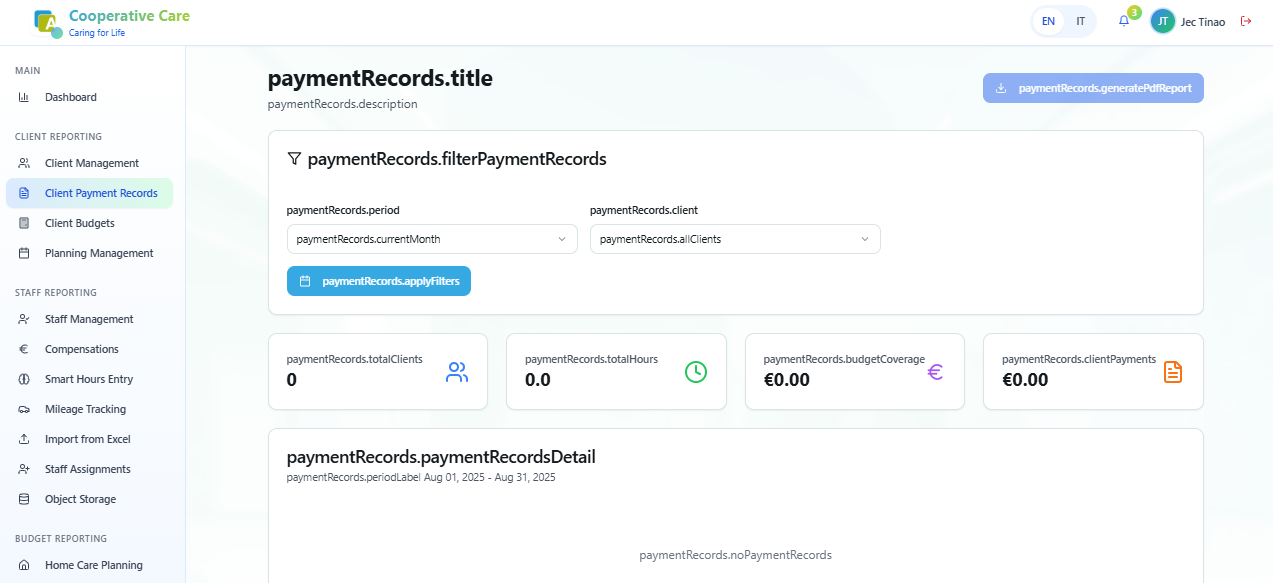 Cooperative Care
Caring for Life
EN IT
3
JT Jec Tinao
MAIN
Dashboard
CLIENT REPORTING
Client Management
Client Payment Records
Client Budgets
Planning Management
STAFF REPORTING
Staff Management
Compensations
Smart Hours Entry
Mileage Tracking
Import from Excel
Staff Assignments
Object Storage
BUDGET REPORTING
Home Care Planning
paymentRecords.title
paymentRecords.description
paymentRecords.generatePdfReport
paymentRecords.filterPaymentRecords
paymentRecords.period
paymentRecords.currentMonth
paymentRecords.client
paymentRecords.allClients
paymentRecords.applyFilters
paymentRecords.totalClients
0
paymentRecords.totalHours
0.0
paymentRecords.budgetCoverage
€0.00
paymentRecords.clientPayments
€0.00
paymentRecords.paymentRecordsDetail
paymentRecords.periodLabel Aug 01, 2025 - Aug 31, 2025
paymentRecords.noPaymentRecords